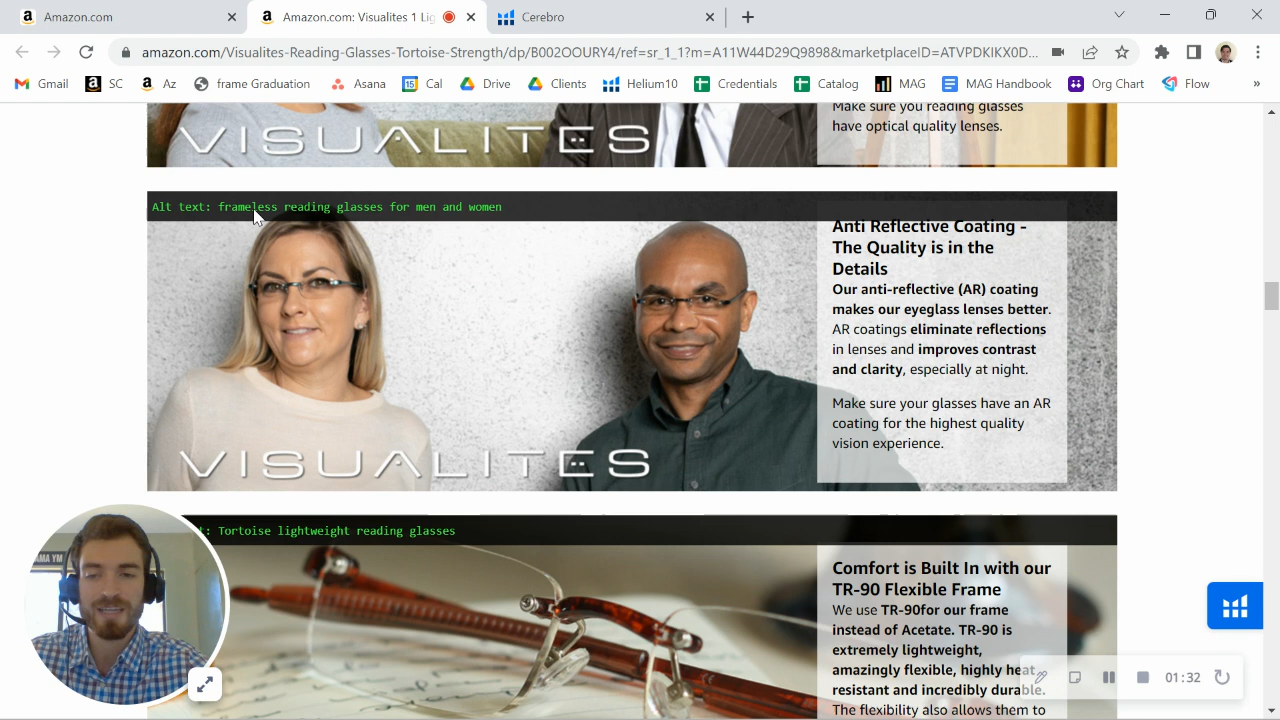 Amazon.com
Amazon.com: Visualites 1 Lig
Cerebro
amazon.com/Visualites-Reading-Glasses-Tortoise-Strength/dp/B002OOURY4/ref=sr_1_1?m=A11W44D29Q9898&marketplaceID=ATVPDKIKX0D...
Gmail
SC
Az
frame Graduation
Asana
Cal
Drive
Clients
Helium10
Credentials
Catalog
MAG
MAG Handbook
Org Chart
Flow
»
Make sure you reading glasses
have optical quality lenses.
VISUALITES
Alt text: frameless reading glasses for men and women
Anti Reflective Coating -
The Quality is in the
Details
Our anti-reflective (AR) coating
makes our eyeglass lenses better.
AR coatings eliminate reflections
in lenses and improves contrast
and clarity, especially at night.
Make sure your glasses have an AR
coating for the highest quality
vision experience.
VISUALITES
t: Tortoise lightweight reading glasses
Comfort is Built In with our
TR-90 Flexible Frame
We use TR-90for our frame
instead of Acetate. TR-90 is
extremely lightweight,
amazingly flexible, highly heat
resistant and incredibly durable.
The flexibility also allows them to
AMA YM
01:32